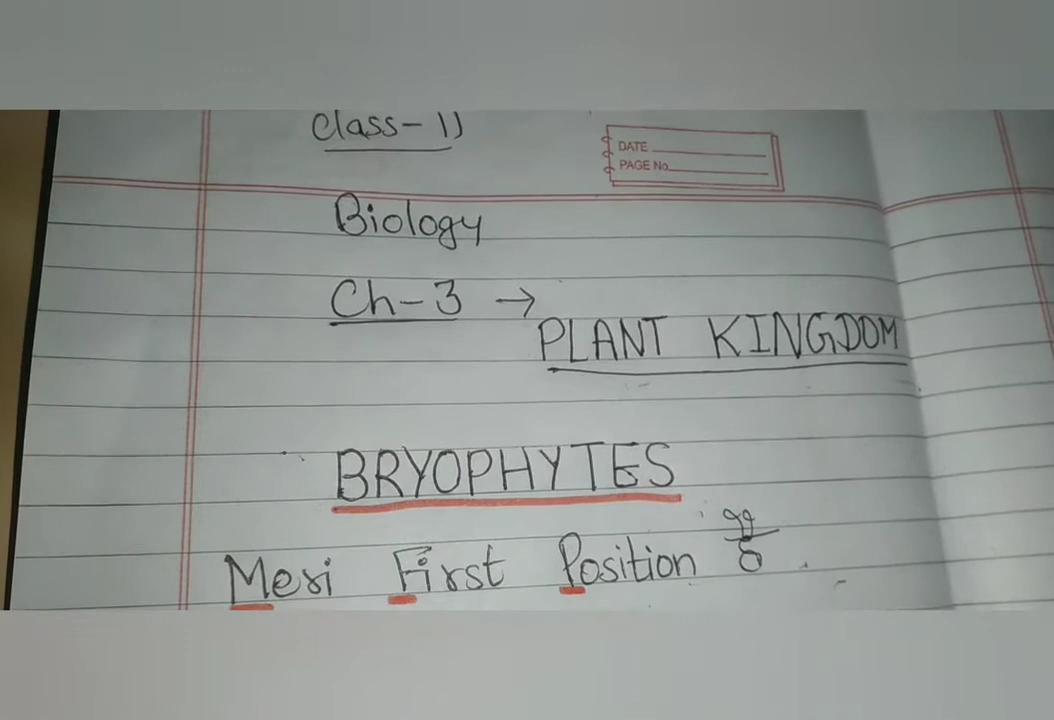 Class-11
DATE
PAGE No.
Biology
Ch-3 →
PLANT KINGDOM
BRYOPHYTES
Meri First Position